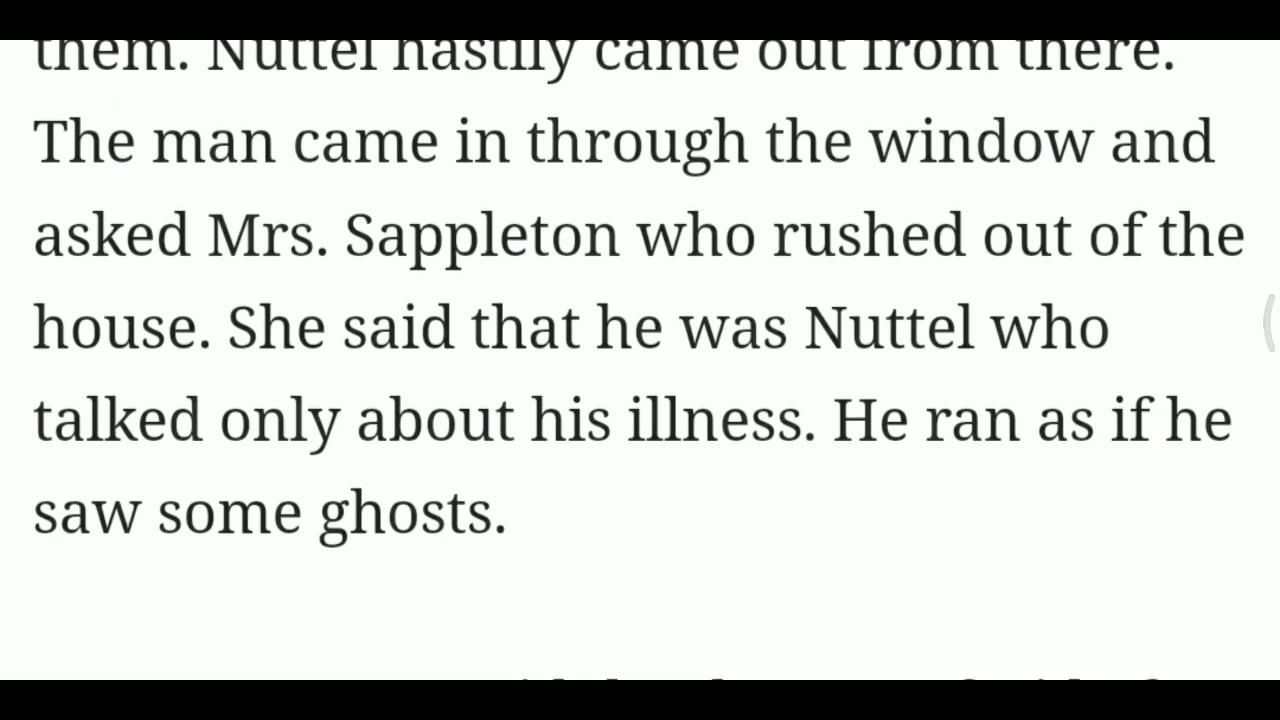 them. Nuttel hastily came out from there.
The man came in through the window and
asked Mrs. Sappleton who rushed out of the
house. She said that he was Nuttel who
talked only about his illness. He ran as if he
saw some ghosts.